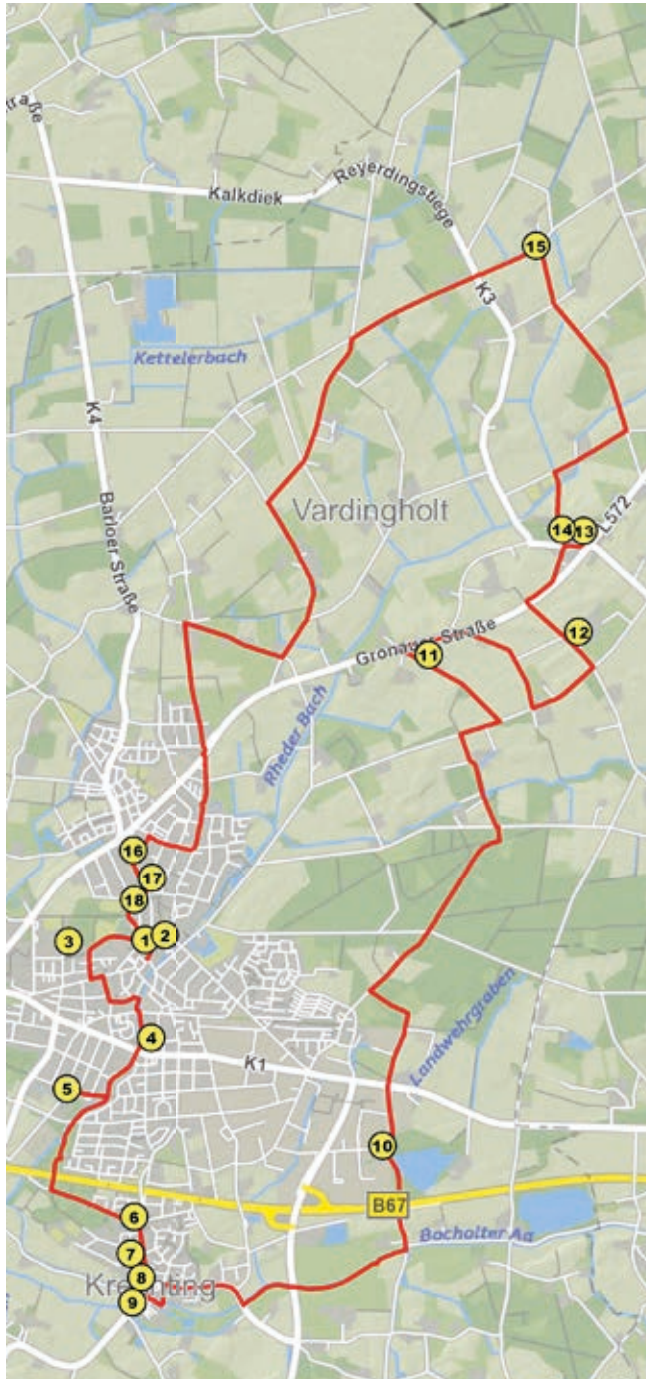 straße
Kalkdiek
Reyerdingstiege
15
K3
Kettelerbach
K4
Barloer Straße
Vardingholt
L572
14
13
12
Gronauer Straße
11
Rheder Bach
16
17
18
3
1
2
Landwehrgraben
4
K1
5
10
B67
6
Bocholter Aa
7
8
Krechting
9